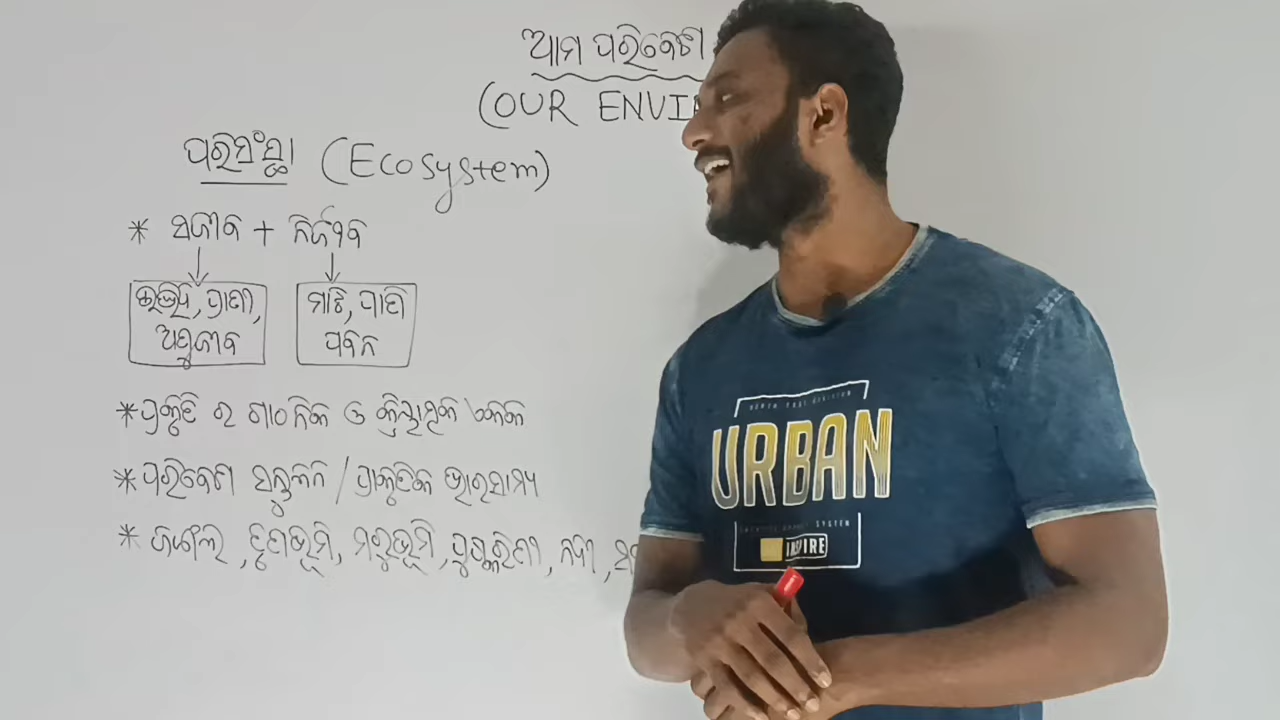 ଆମ ପରିବେଶ
(OUR ENVI
ପରିସଂସ୍ଥା (Ecosystem)
* ସଜୀବ + ନିର୍ଜୀବ
ଉଦ୍ଭିଦ, ପ୍ରାଣୀ, ଅଣୁଜୀବ
ମାଟି, ପାଣି ପବନ
* ପ୍ରକୃତି ର ଗଠନିକ ଓ କ୍ରିୟାତ୍ମକ ଏକକ
* ପରିବେଶ ସନ୍ତୁଳନ / ପ୍ରାକୃତିକ ଭାରସାମ୍ୟ
* ଜଙ୍ଗଲ, ତୃଣଭୂମି, ମରୁଭୂମି, ପୁଷ୍କରିଣୀ, ନଦୀ,
URBAN
SYSTEM
INSPIRE